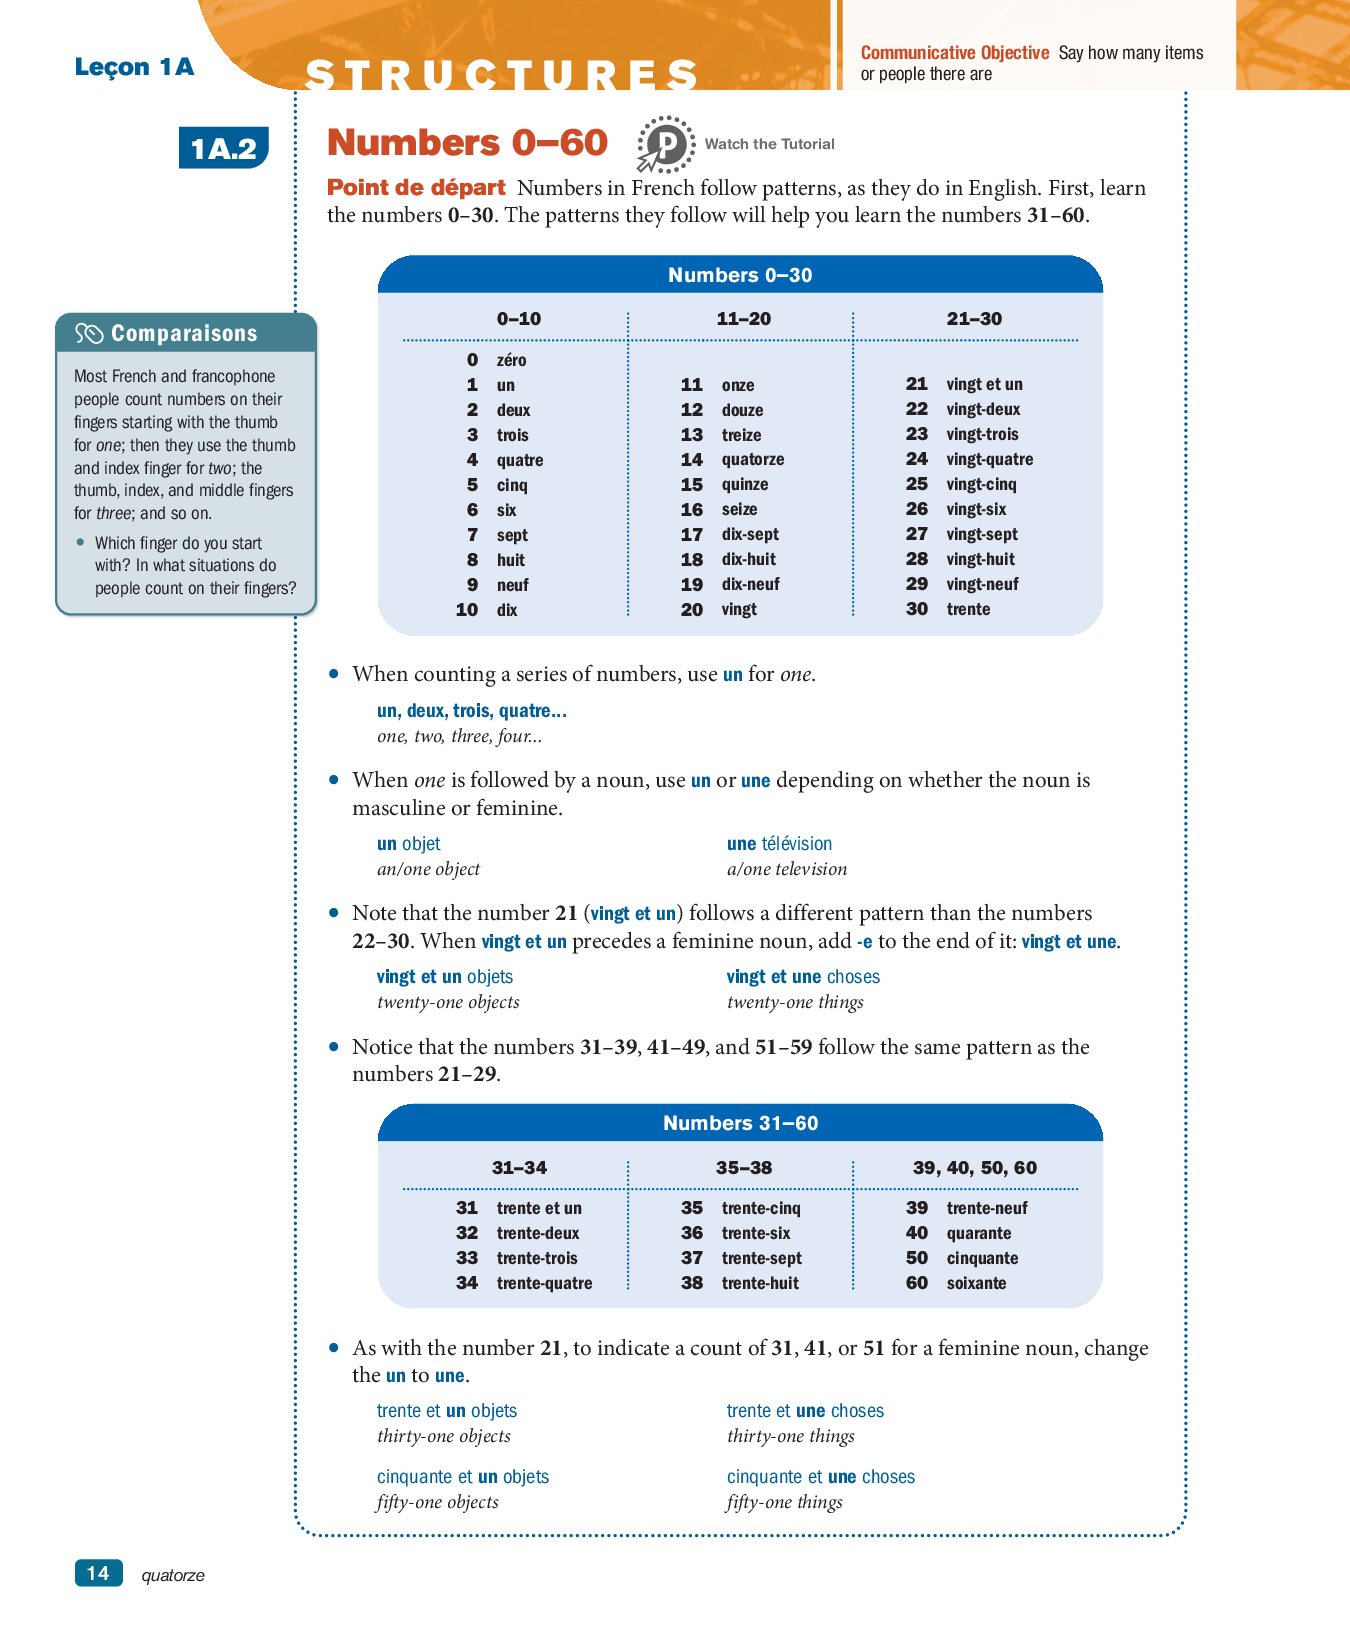 Leçon 1A
STRUCTURES
Communicative Objective Say how many items
or people there are
1A.2
Numbers 0–60
Watch the Tutorial
Point de départ Numbers in French follow patterns, as they do in English. First, learn
the numbers 0–30. The patterns they follow will help you learn the numbers 31–60.
Numbers 0–30
0–10 11–20 21–30
0 zéro
1 un 11 onze 21 vingt et un
2 deux 12 douze 22 vingt-deux
3 trois 13 treize 23 vingt-trois
4 quatre 14 quatorze 24 vingt-quatre
5 cinq 15 quinze 25 vingt-cinq
6 six 16 seize 26 vingt-six
7 sept 17 dix-sept 27 vingt-sept
8 huit 18 dix-huit 28 vingt-huit
9 neuf 19 dix-neuf 29 vingt-neuf
10 dix 20 vingt 30 trente
Comparaisons
Most French and francophone
people count numbers on their
fingers starting with the thumb
for one; then they use the thumb
and index finger for two; the
thumb, index, and middle fingers
for three; and so on.
• Which finger do you start
with? In what situations do
people count on their fingers?
• When counting a series of numbers, use un for one.
un, deux, trois, quatre...
one, two, three, four...
• When one is followed by a noun, use un or une depending on whether the noun is
masculine or feminine.
un objet une télévision
an/one object a/one television
• Note that the number 21 (vingt et un) follows a different pattern than the numbers
22–30. When vingt et un precedes a feminine noun, add -e to the end of it: vingt et une.
vingt et un objets vingt et une choses
twenty-one objects twenty-one things
• Notice that the numbers 31–39, 41–49, and 51–59 follow the same pattern as the
numbers 21–29.
Numbers 31–60
31–34 35–38 39, 40, 50, 60
31 trente et un 35 trente-cinq 39 trente-neuf
32 trente-deux 36 trente-six 40 quarante
33 trente-trois 37 trente-sept 50 cinquante
34 trente-quatre 38 trente-huit 60 soixante
• As with the number 21, to indicate a count of 31, 41, or 51 for a feminine noun, change
the un to une.
trente et un objets trente et une choses
thirty-one objects thirty-one things
cinquante et un objets cinquante et une choses
fifty-one objects fifty-one things
14 quatorze